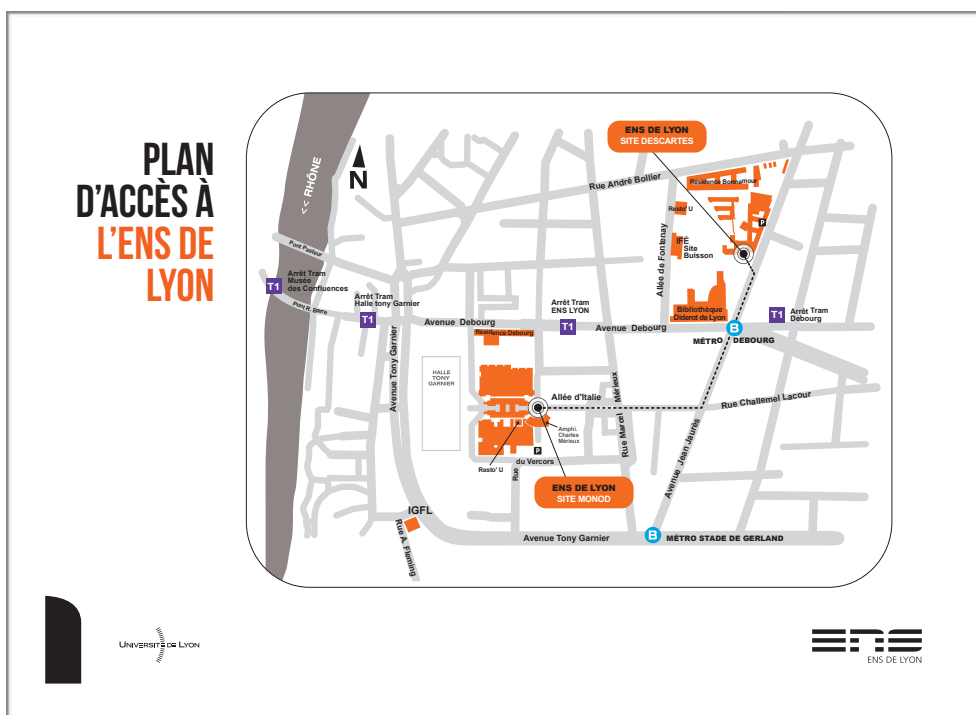 PLAN
D'ACCÈS À
L'ENS DE
LYON
<< RHÔNE
N
ENS DE LYON
SITE DESCARTES
Rue André Bollier
Résidence Bonnamour
Resto' U
P
IFÉ
Site
Buisson
Allée de Fontenay
Pont Pasteur
T1
Arrêt Tram
Musée
des Confluences
Pont R. Barre
Arrêt Tram
Halle tony Garnier
T1
Arrêt Tram
ENS LYON
T1
Bibliothèque
Diderot de Lyon
T1
Arrêt Tram
Debourg
Avenue Debourg
Avenue Debourg
B
MÉTRO DEBOURG
Résidence Debourg
Avenue Tony Garnier
HALLE
TONY
GARNIER
Allée d'Italie
Rue Marcel Mérieux
Rue Challemel Lacour
Amphi.
Charles
Mérieux
Avenue Jean Jaurès
P
Resto' U
Rue du Vercors
ENS DE LYON
SITE MONOD
IGFL
Rue A. Fleming
Avenue Tony Garnier
B
MÉTRO STADE DE GERLAND
UNIVERSITÉ DE LYON
ENS
ENS DE LYON